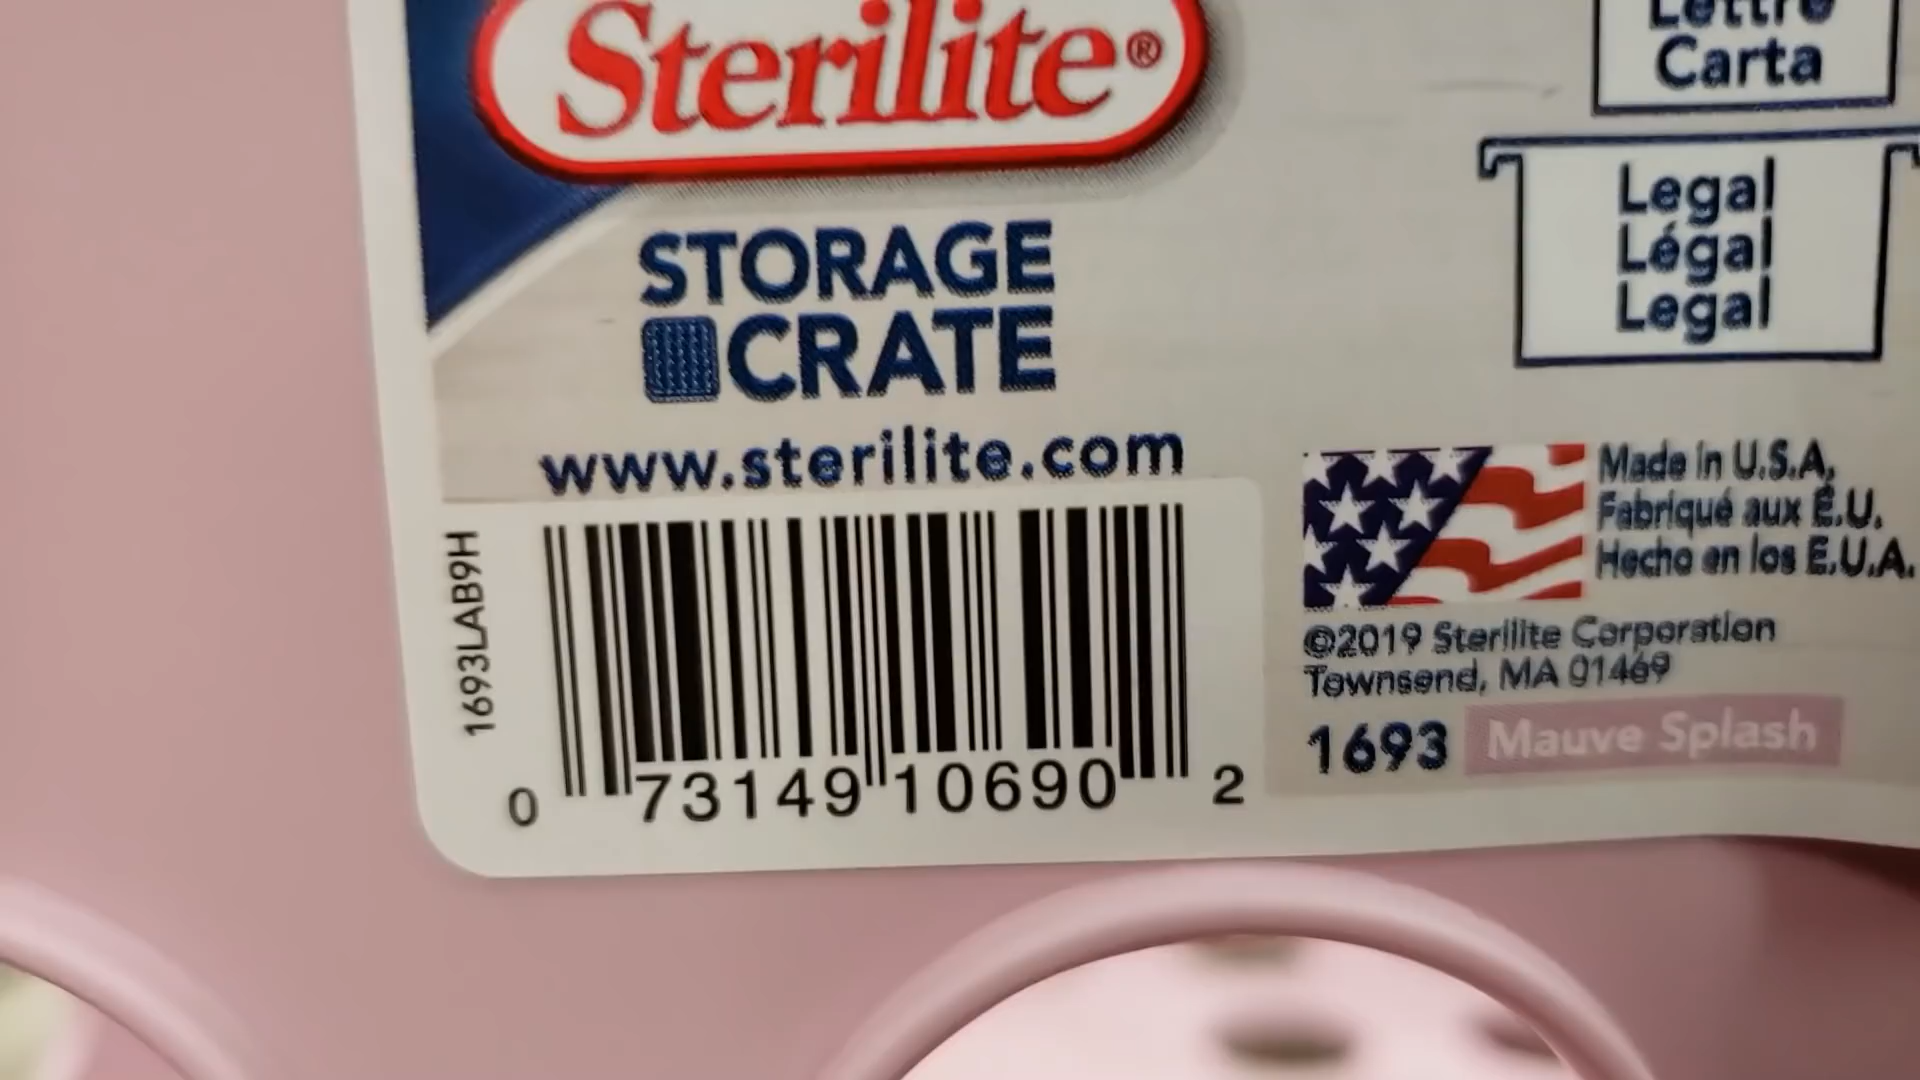 Sterilite®
STORAGE
CRATE
www.sterilite.com
1693LAB9H
0 73149 10690 2
Lettre
Carta
Legal
Légal
Legal
Made in U.S.A.
Fabriqué aux É.U.
Hecho en los E.U.A.
©2019 Sterilite Corporation
Townsend, MA 01469
1693 Mauve Splash